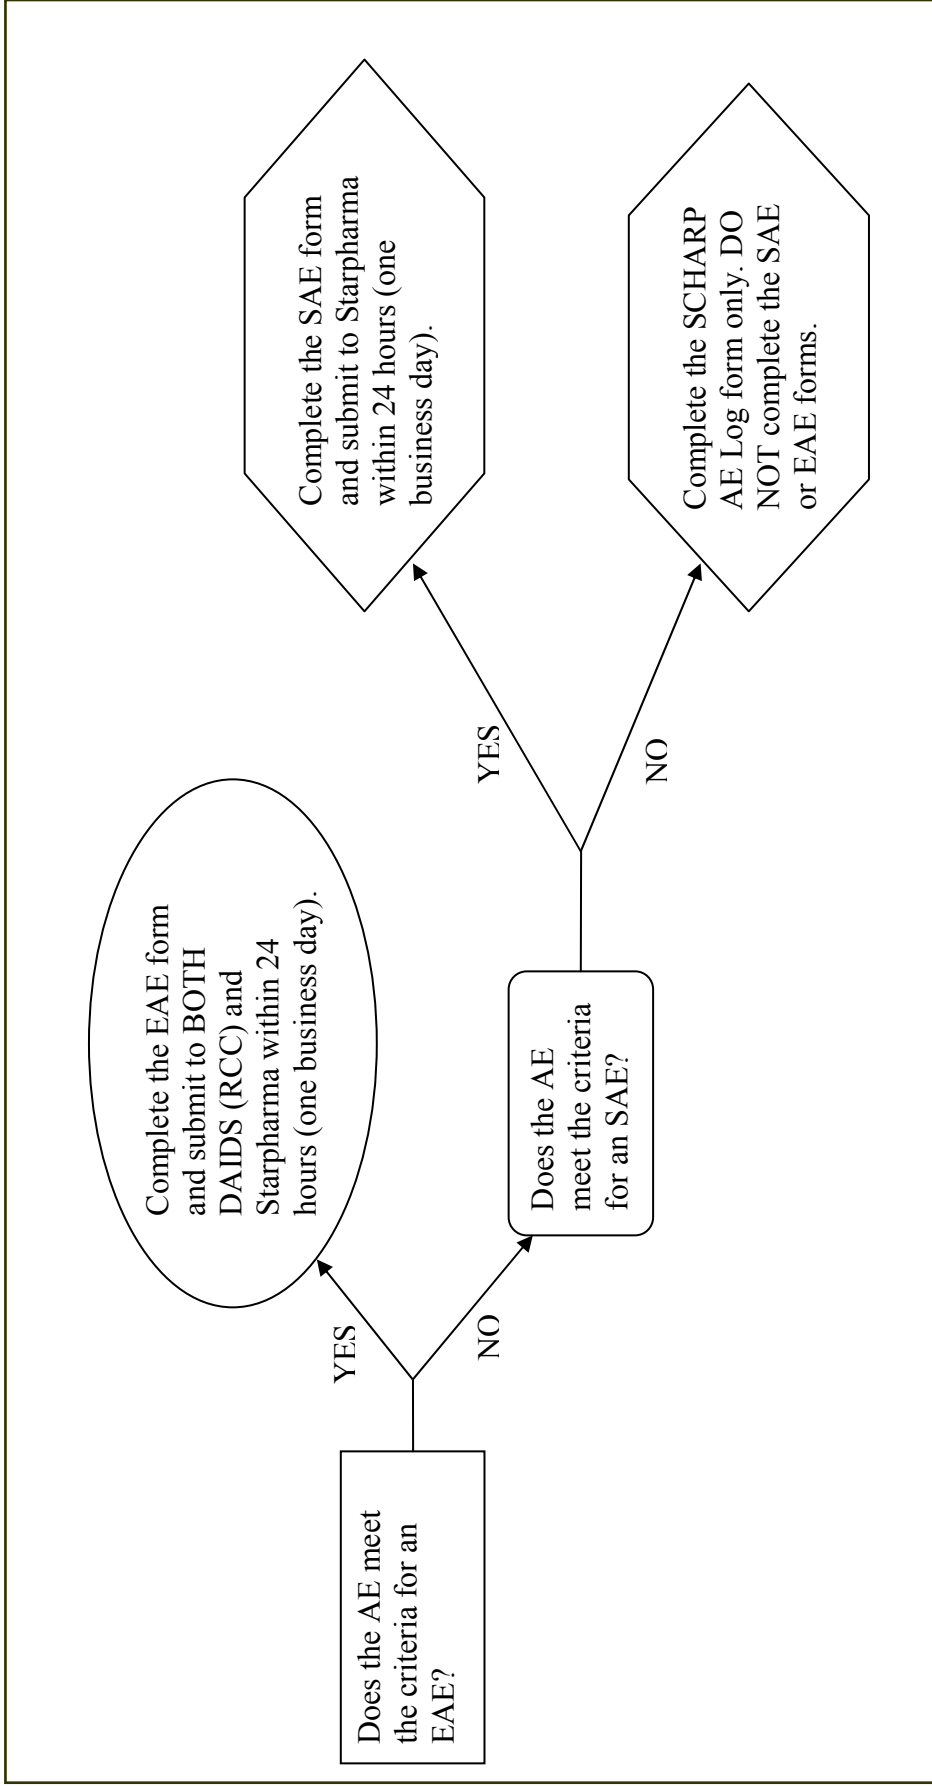 Does the AE meet
the criteria for an
EAE?
YES
Complete the EAE form
and submit to BOTH
DAIDS (RCC) and
Starpharma within 24
hours (one business day).
NO
Does the AE
meet the criteria
for an SAE?
YES
Complete the SAE form
and submit to Starpharma
within 24 hours (one
business day).
NO
Complete the SCHARP
AE Log form only. DO
NOT complete the SAE
or EAE forms.